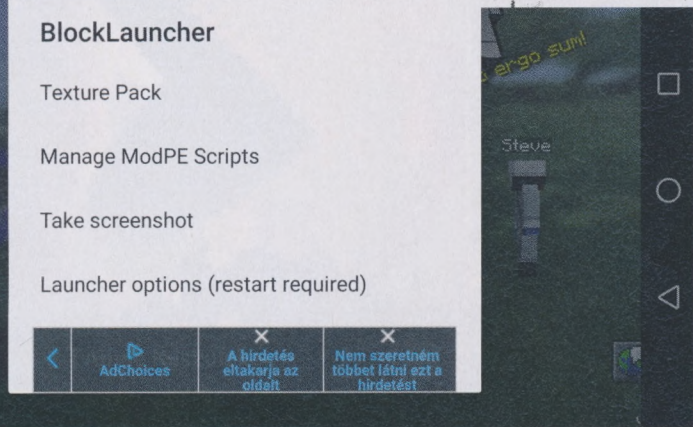 BlockLauncher
Texture Pack
Manage ModPE Scripts
Take screenshot
Launcher options (restart required)
AdChoices
A hirdetés
eltakarja az
oldalt
Nem szeretném
többet látni ezt a
hirdetést
ergo sum!
Steve